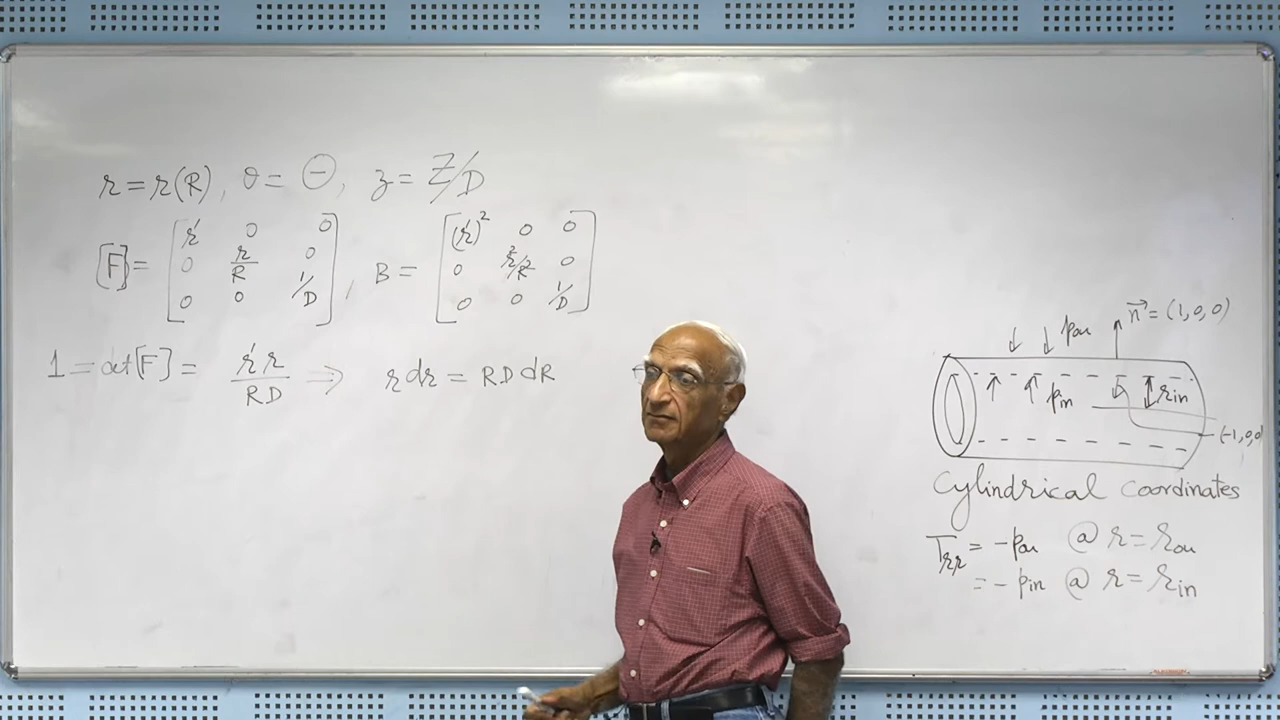 r = r(R), θ = Θ, z = Z/D
[F] = [r' 0 0; 0 r/R 0; 0 0 1/D], B = [(r')² 0 0; 0 r²/R² 0; 0 0 1/D]
1 = det[F] = r'r/RD ⇒ r dr = RD dR
p_ou n⃗ = (1,0,0)
p_in r_in
(-1,0,0)
Cylindrical coordinates
T_rr = -p_ou @ r = r_ou
= -p_in @ r = r_in